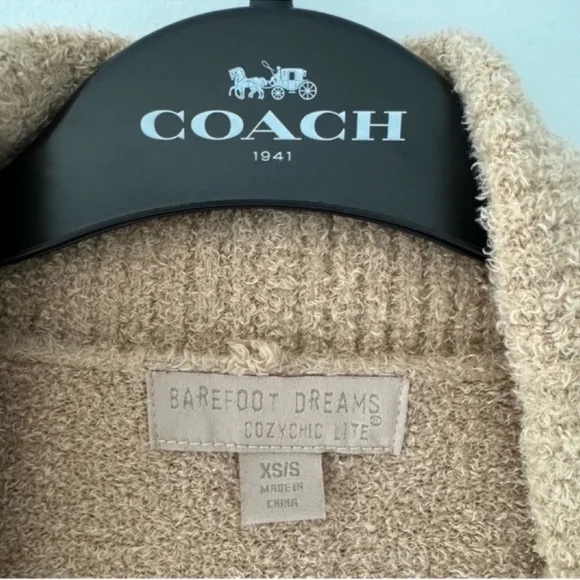 COACH
1941
BAREFOOT DREAMS
COZYCHIC LITE®
XS/S
MADE IN
CHINA